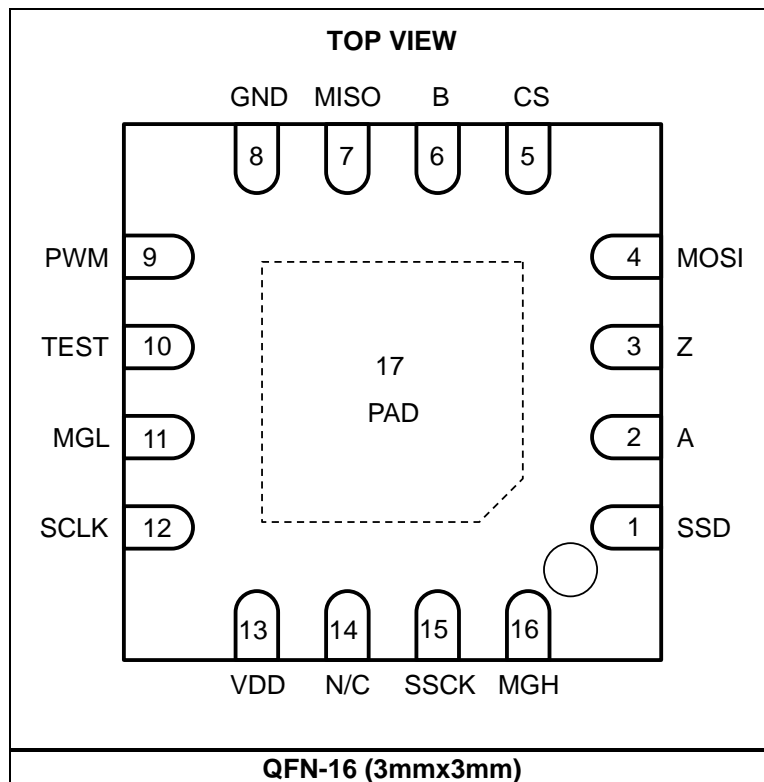 TOP VIEW
GND MISO B CS
8 7 6 5
PWM 9 4 MOSI
TEST 10 3 Z
17
PAD
MGL 11 2 A
SCLK 12 1 SSD
13 14 15 16
VDD N/C SSCK MGH
QFN-16 (3mmx3mm)